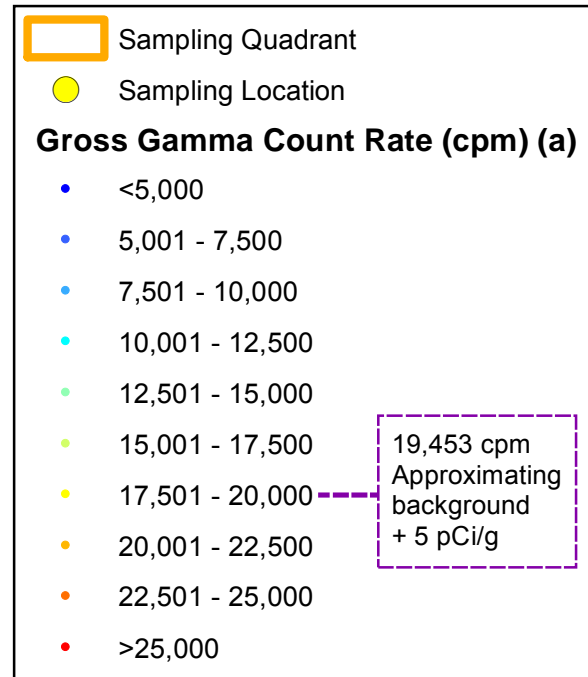 Sampling Quadrant
Sampling Location
Gross Gamma Count Rate (cpm) (a)
<5,000
5,001 - 7,500
7,501 - 10,000
10,001 - 12,500
12,501 - 15,000
15,001 - 17,500
17,501 - 20,000
19,453 cpm
Approximating
background
+ 5 pCi/g
20,001 - 22,500
22,501 - 25,000
>25,000